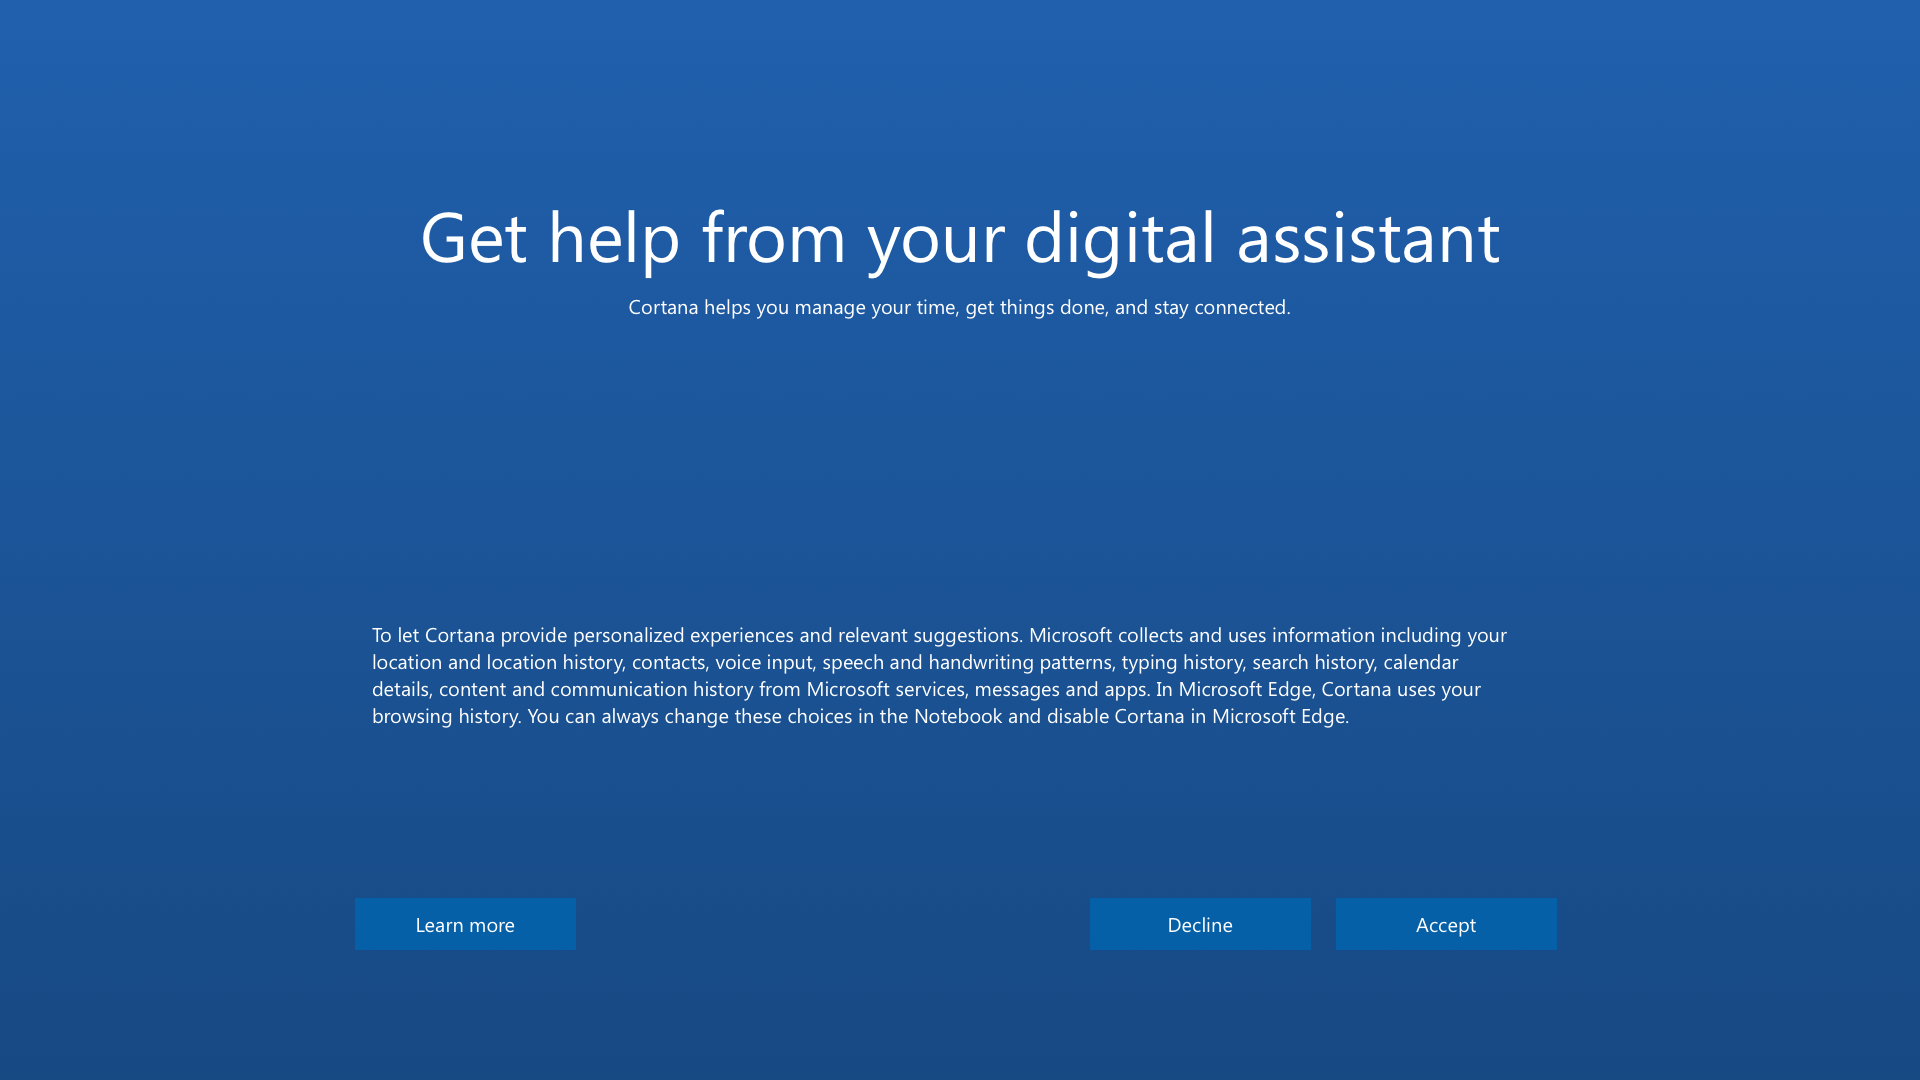 Get help from your digital assistant
Cortana helps you manage your time, get things done, and stay connected.
To let Cortana provide personalized experiences and relevant suggestions. Microsoft collects and uses information including your
location and location history, contacts, voice input, speech and handwriting patterns, typing history, search history, calendar
details, content and communication history from Microsoft services, messages and apps. In Microsoft Edge, Cortana uses your
browsing history. You can always change these choices in the Notebook and disable Cortana in Microsoft Edge.
Learn more
Decline
Accept